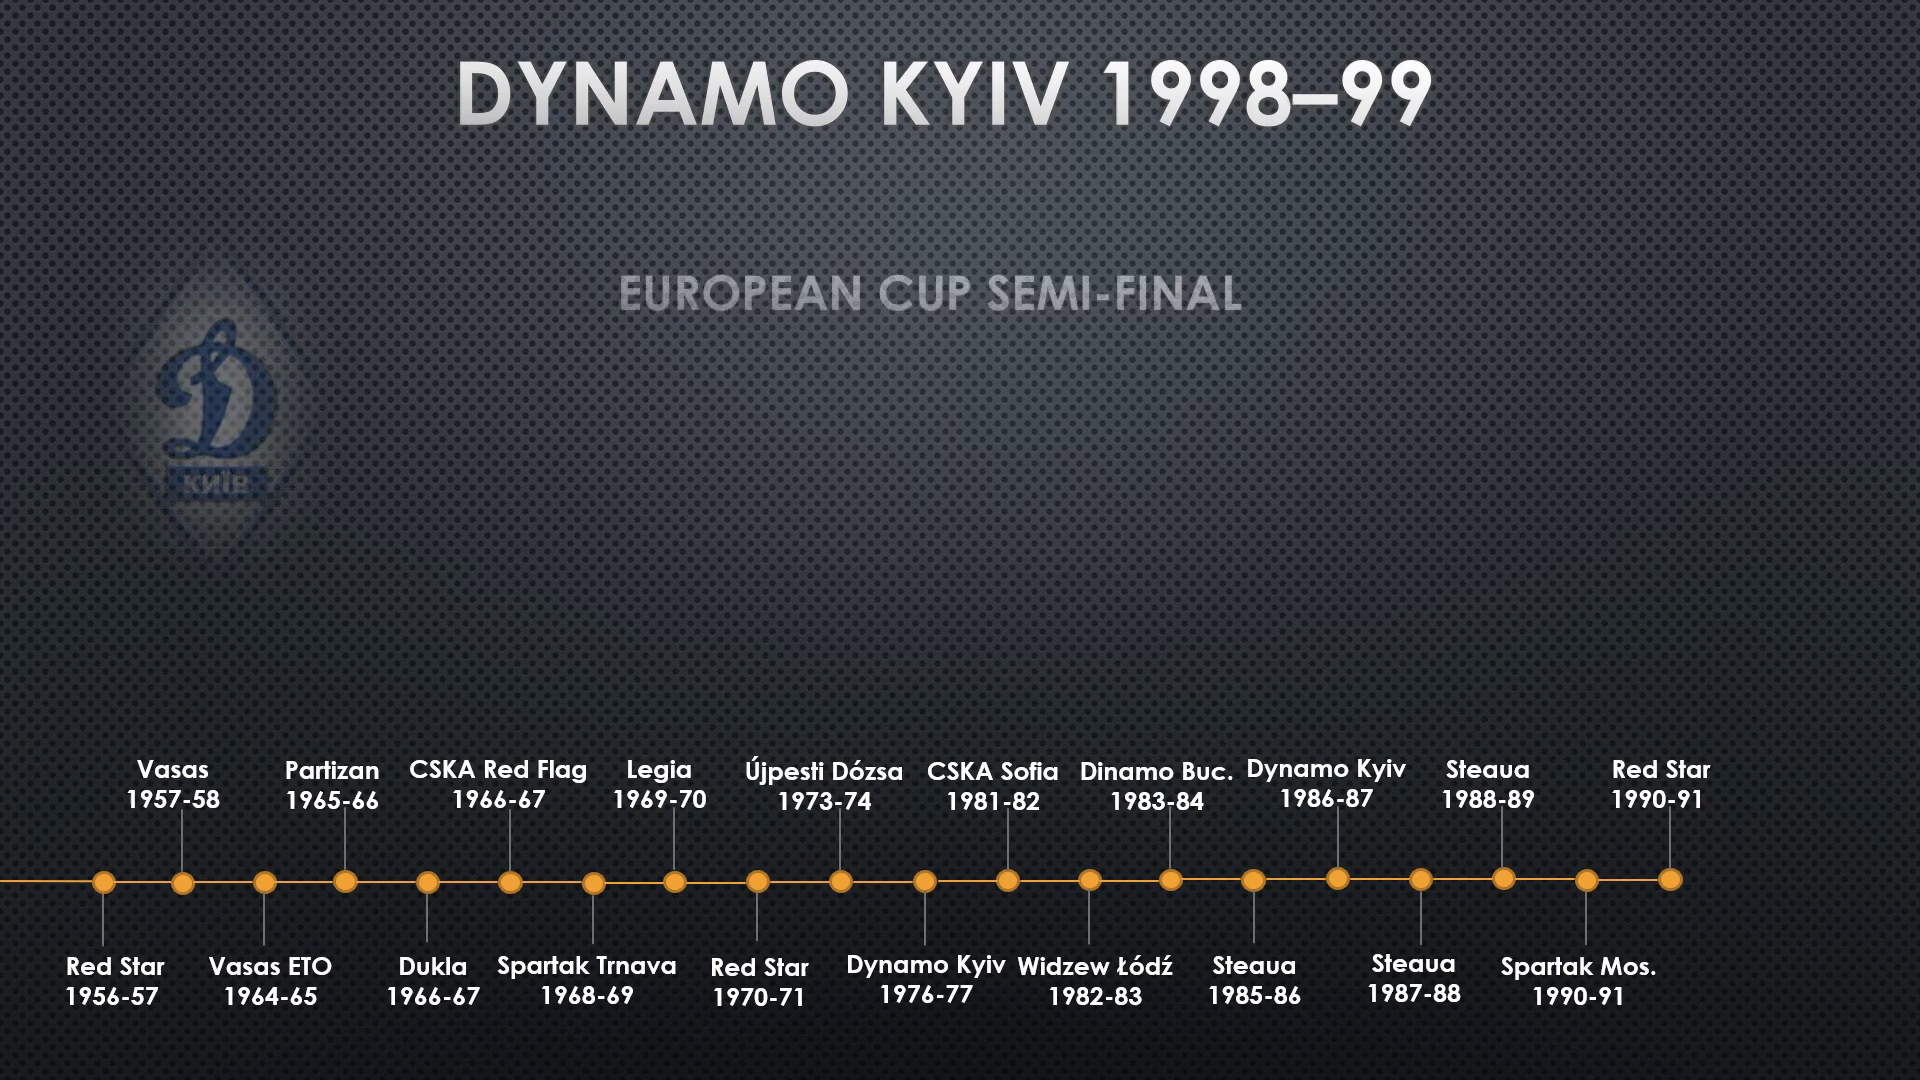 DYNAMO KYIV 1998–99
EUROPEAN CUP SEMI-FINAL
КИЇВ
Vasas
1957-58
Partizan
1965-66
CSKA Red Flag
1966-67
Legia
1969-70
Újpesti Dózsa
1973-74
CSKA Sofia
1981-82
Dinamo Buc.
1983-84
Dynamo Kyiv
1986-87
Steaua
1988-89
Red Star
1990-91
Red Star
1956-57
Vasas ETO
1964-65
Dukla
1966-67
Spartak Trnava
1968-69
Red Star
1970-71
Dynamo Kyiv
1976-77
Widzew Łódź
1982-83
Steaua
1985-86
Steaua
1987-88
Spartak Mos.
1990-91